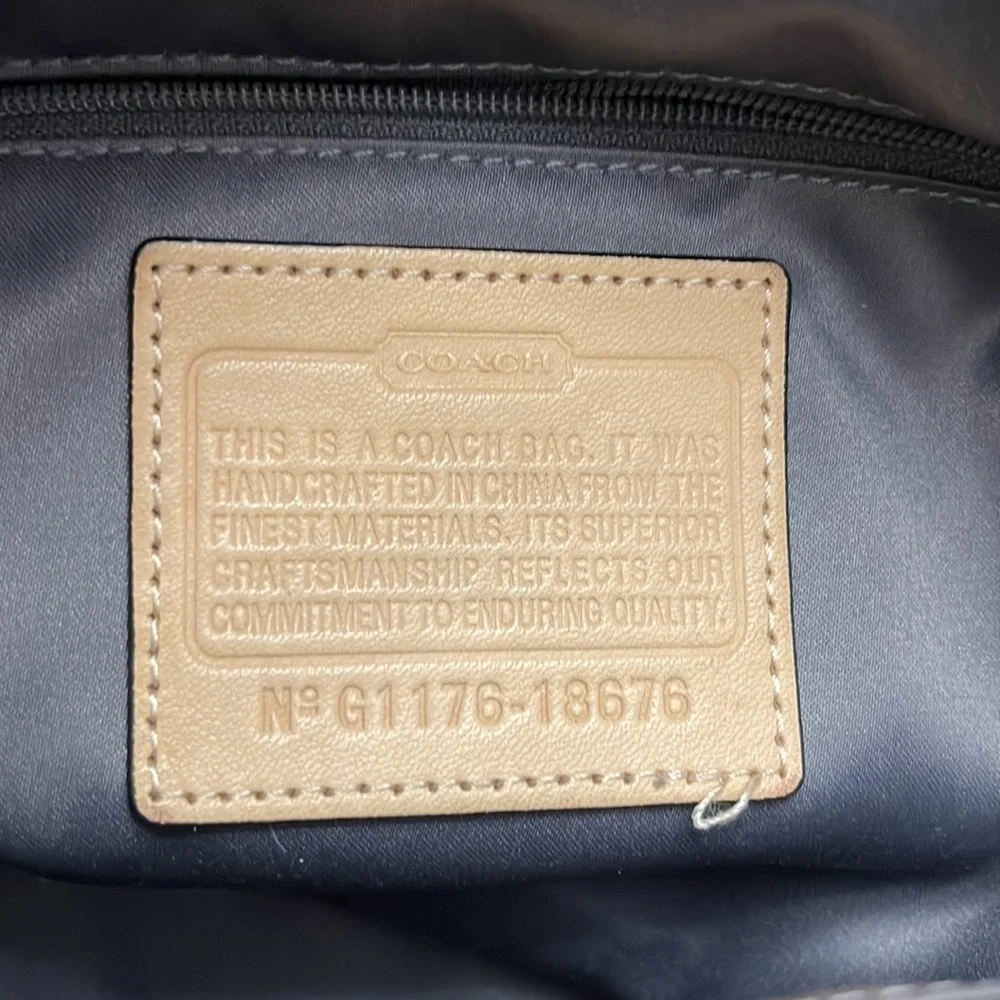 COACH
THIS IS A COACH BAG. IT WAS
HANDCRAFTED IN CHINA FROM THE
FINEST MATERIALS. ITS SUPERIOR
CRAFTSMANSHIP REFLECTS OUR
COMMITMENT TO ENDURING QUALITY.
Nº G1176-18676